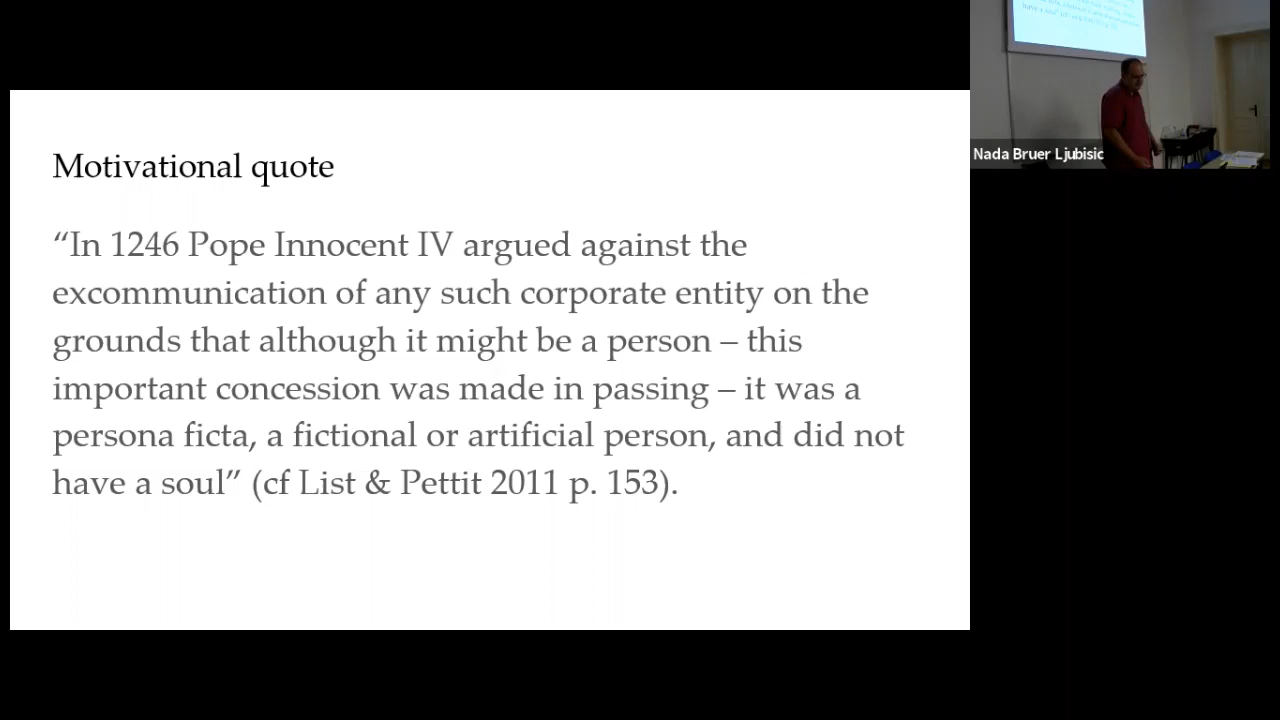 Motivational quote
“In 1246 Pope Innocent IV argued against the
excommunication of any such corporate entity on the
grounds that although it might be a person – this
important concession was made in passing – it was a
persona ficta, a fictional or artificial person, and did not
have a soul” (cf List & Pettit 2011 p. 153).
Nada Bruer Ljubisic